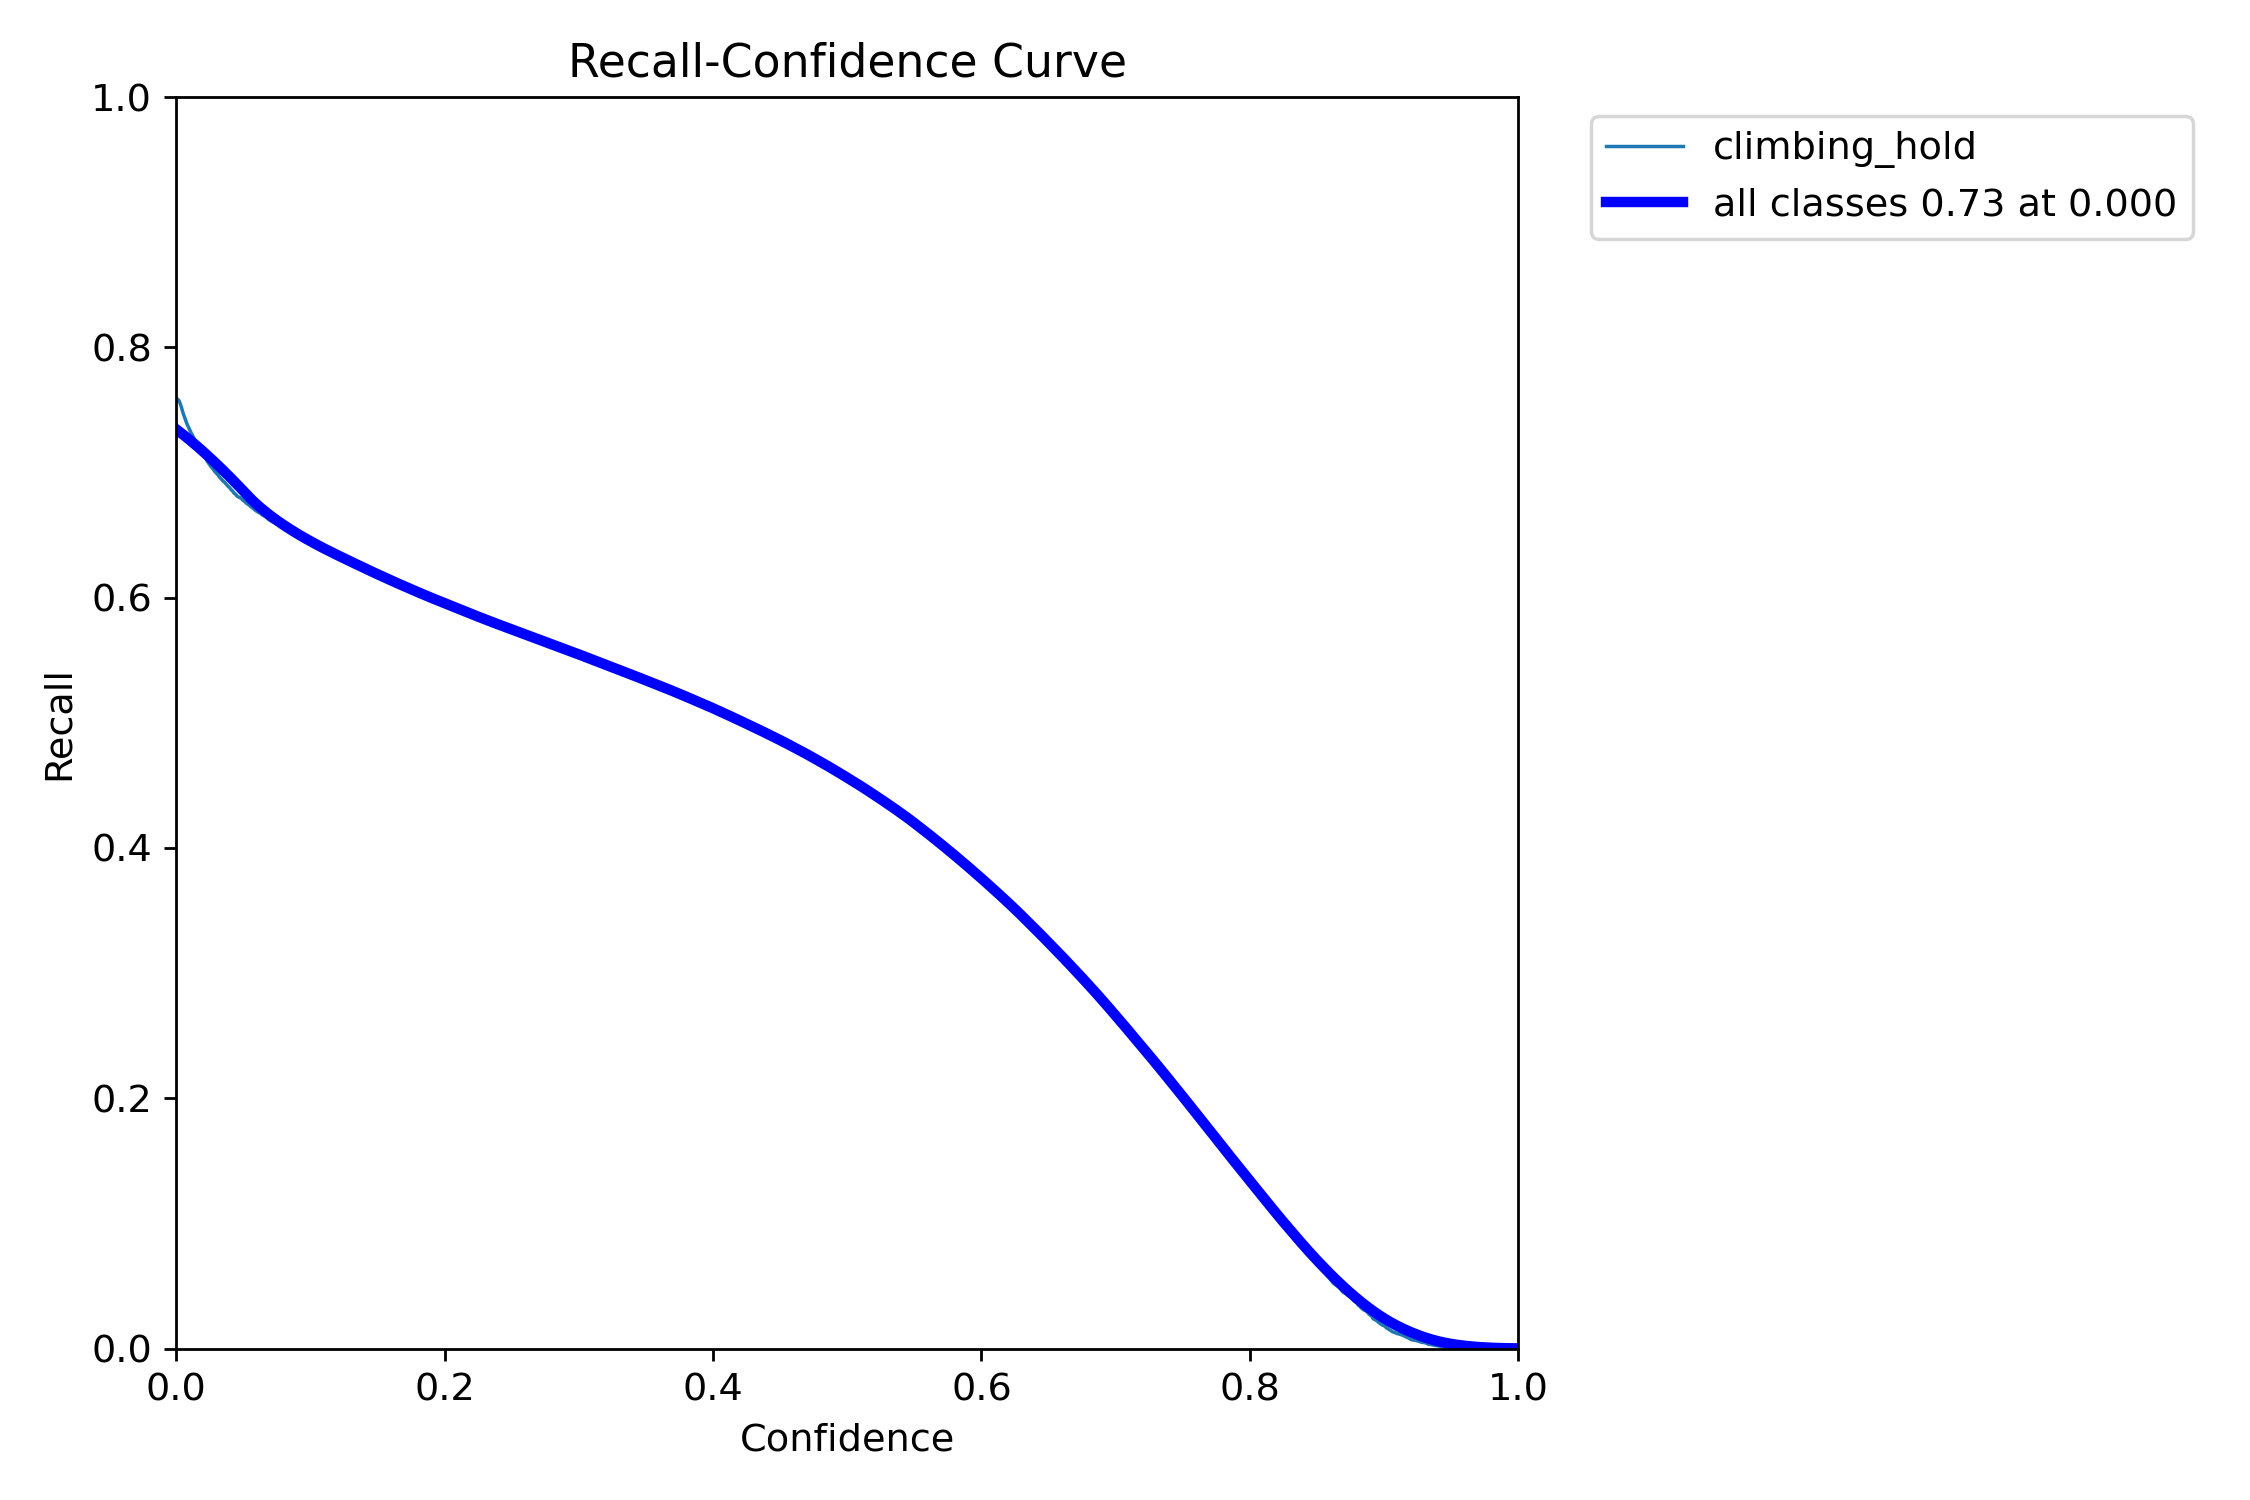 Recall-Confidence Curve
1.0
0.8
0.6
0.4
0.2
0.0
Recall
0.0 0.2 0.4 0.6 0.8 1.0
Confidence
climbing_hold
all classes 0.73 at 0.000